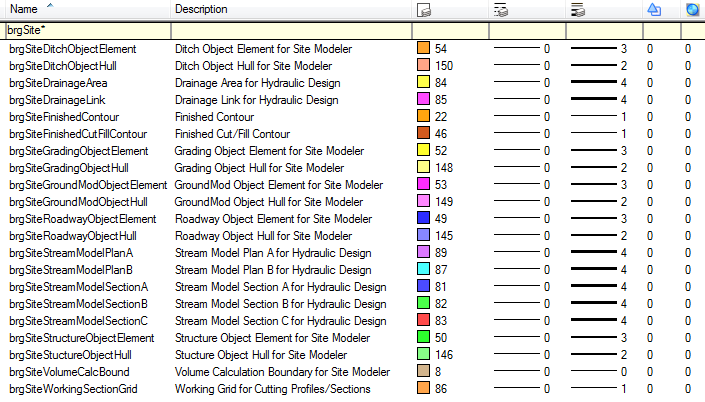 Name Description
brgSite*
brgSiteDitchObjectElement Ditch Object Element for Site Modeler 54 0 3 0 0
brgSiteDitchObjectHull Ditch Object Hull for Site Modeler 150 0 2 0 0
brgSiteDrainageArea Drainage Area for Hydraulic Design 84 0 4 0 0
brgSiteDrainageLink Drainage Link for Hydraulic Design 85 0 4 0 0
brgSiteFinishedContour Finished Contour 22 0 1 0 0
brgSiteFinishedCutFillContour Finished Cut/Fill Contour 46 0 1 0 0
brgSiteGradingObjectElement Grading Object Element for Site Modeler 52 0 3 0 0
brgSiteGradingObjectHull Grading Object Hull for Site Modeler 148 0 2 0 0
brgSiteGroundModObjectElement GroundMod Object Element for Site Modeler 53 0 3 0 0
brgSiteGroundModObjectHull GroundMod Object Hull for Site Modeler 149 0 2 0 0
brgSiteRoadwayObjectElement Roadway Object Element for Site Modeler 49 0 3 0 0
brgSiteRoadwayObjectHull Roadway Object Hull for Site Modeler 145 0 2 0 0
brgSiteStreamModelPlanA Stream Model Plan A for Hydraulic Design 89 0 4 0 0
brgSiteStreamModelPlanB Stream Model Plan B for Hydraulic Design 87 0 4 0 0
brgSiteStreamModelSectionA Stream Model Section A for Hydraulic Design 81 0 4 0 0
brgSiteStreamModelSectionB Stream Model Section B for Hydraulic Design 82 0 4 0 0
brgSiteStreamModelSectionC Stream Model Section C for Hydraulic Design 83 0 4 0 0
brgSiteStructureObjectElement Structure Object Element for Site Modeler 50 0 3 0 0
brgSiteStuctureObjectHull Stucture Object Hull for Site Modeler 146 0 2 0 0
brgSiteVolumeCalcBound Volume Calculation Boundary for Site Modeler 8 0 0 0 0
brgSiteWorkingSectionGrid Working Grid for Cutting Profiles/Sections 86 0 1 0 0